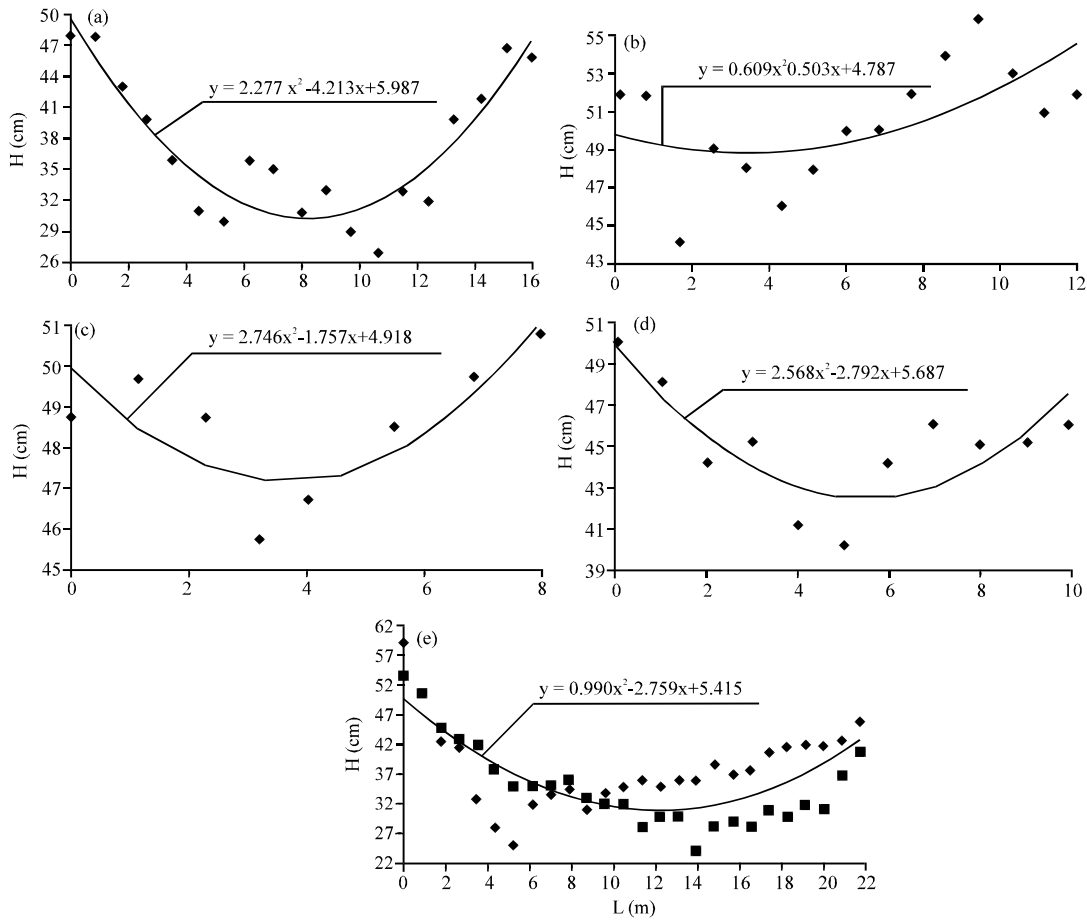 (a)
y = 2.277 x²-4.213x+5.987
H (cm)
50
47
44
41
38
35
32
29
26
0 2 4 6 8 10 12 14 16
(b)
y = 0.609x²0.503x+4.787
H (cm)
55
53
51
49
47
45
43
0 2 4 6 8 10 12
(c)
y = 2.746x²-1.757x+4.918
H (cm)
51
50
49
48
47
46
45
0 2 4 6 8
(d)
y = 2.568x²-2.792x+5.687
H (cm)
51
49
47
45
43
41
39
0 2 4 6 8 10
(e)
y = 0.990x²-2.759x+5.415
H (cm)
62
57
52
47
42
37
32
27
22
0 2 4 6 8 10 12 14 16 18 20 22
L (m)